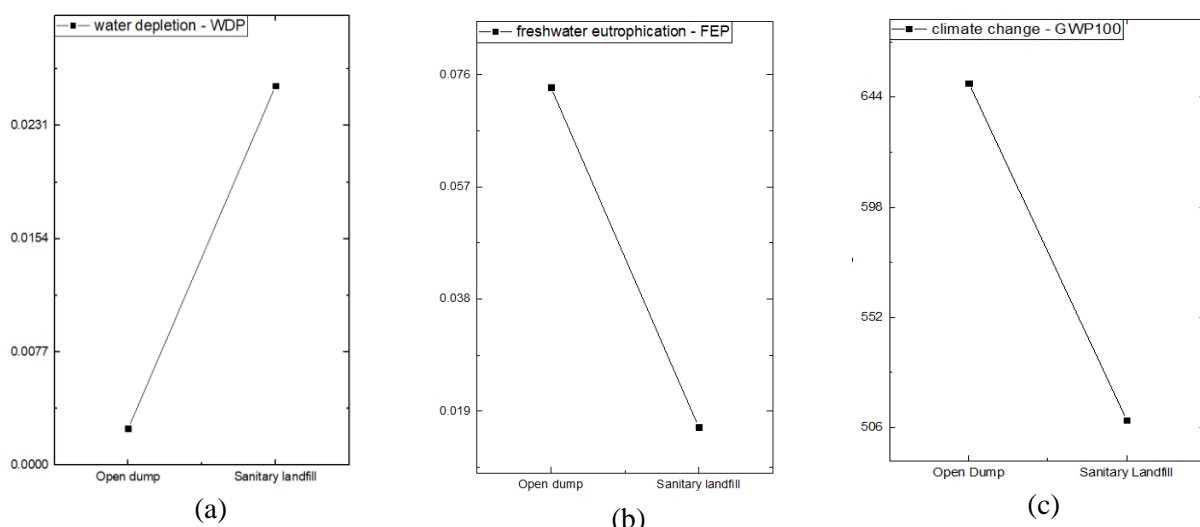 water depletion - WDP
0.0231
0.0154
0.0077
0.0000
Open dump
Sanitary landfill
(a)
freshwater eutrophication - FEP
0.076
0.057
0.038
0.019
Open dump
Sanitary landfill
(b)
climate change - GWP100
644
598
552
506
Open Dump
Sanitary Landfill
(c)